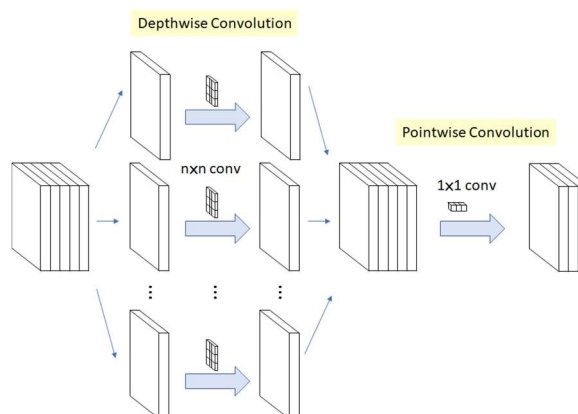 Depthwise Convolution
Pointwise Convolution
nxn conv
1x1 conv